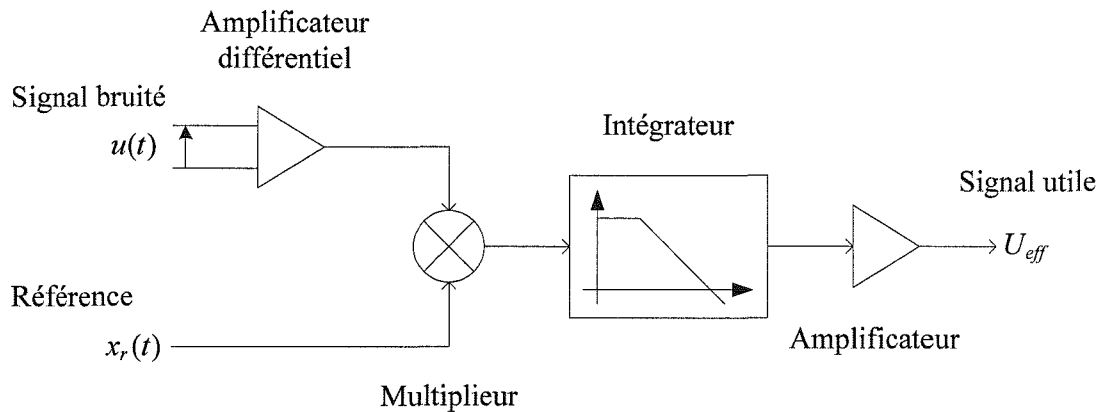 Amplificateur
différentiel
Signal bruité
u(t)
Intégrateur
Signal utile
U_eff
Référence
x_r(t)
Amplificateur
Multiplieur